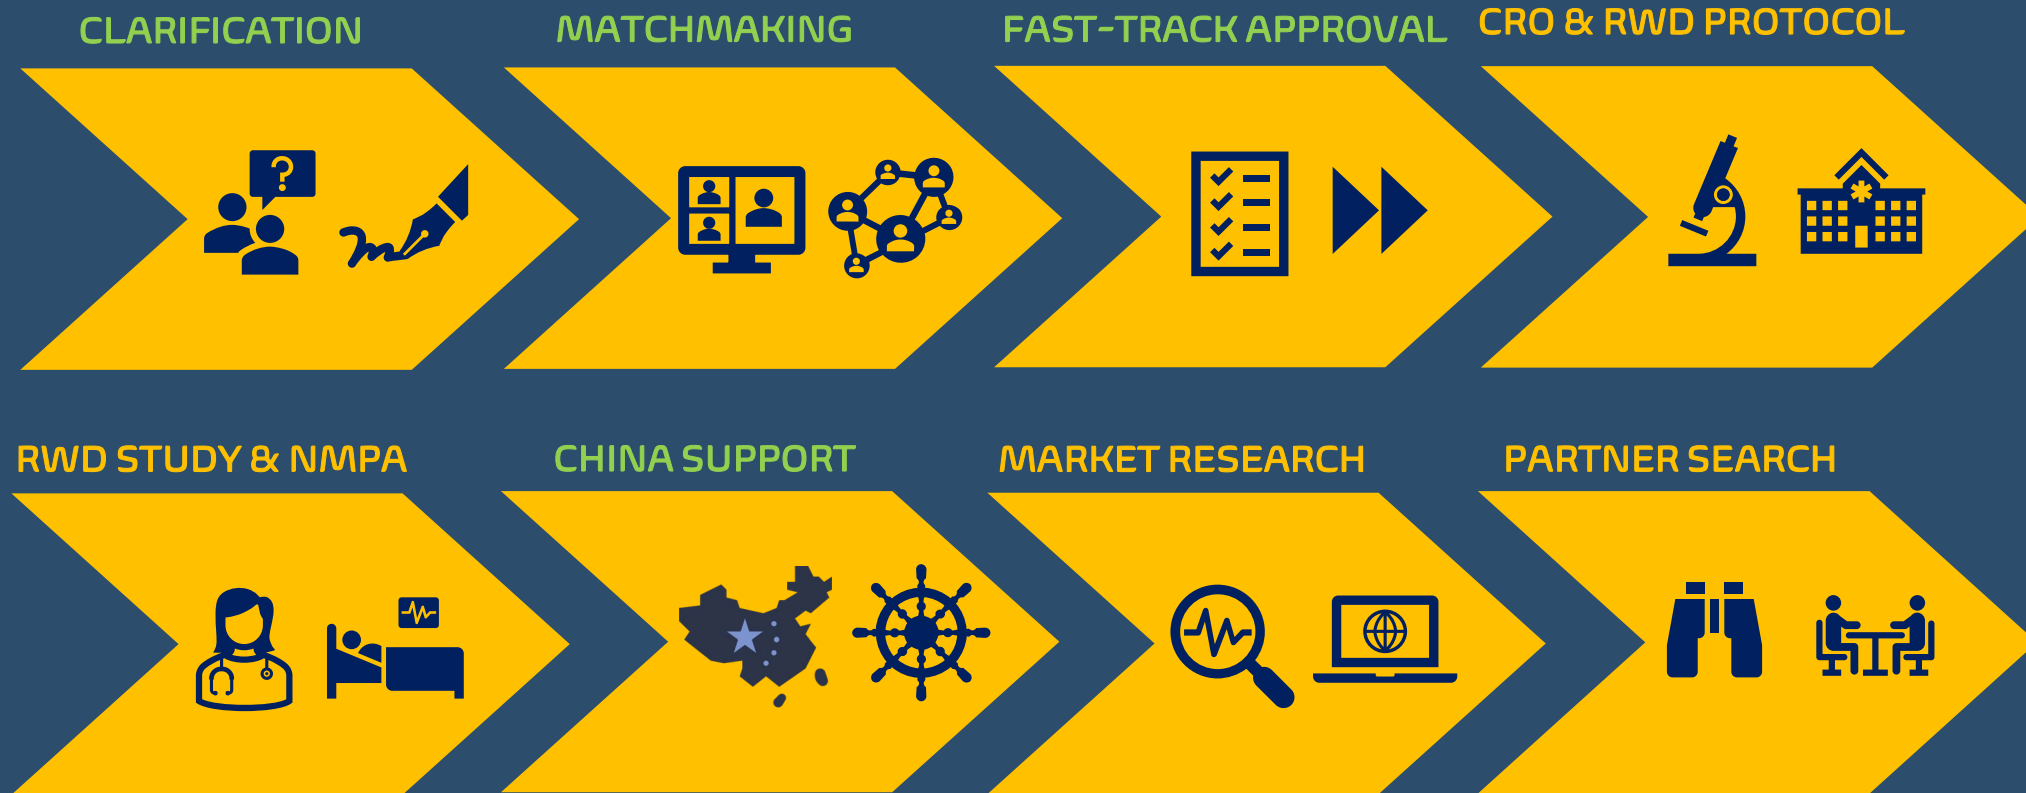 CLARIFICATION
MATCHMAKING
FAST-TRACK APPROVAL
CRO & RWD PROTOCOL
?
RWD STUDY & NMPA
CHINA SUPPORT
MARKET RESEARCH
PARTNER SEARCH